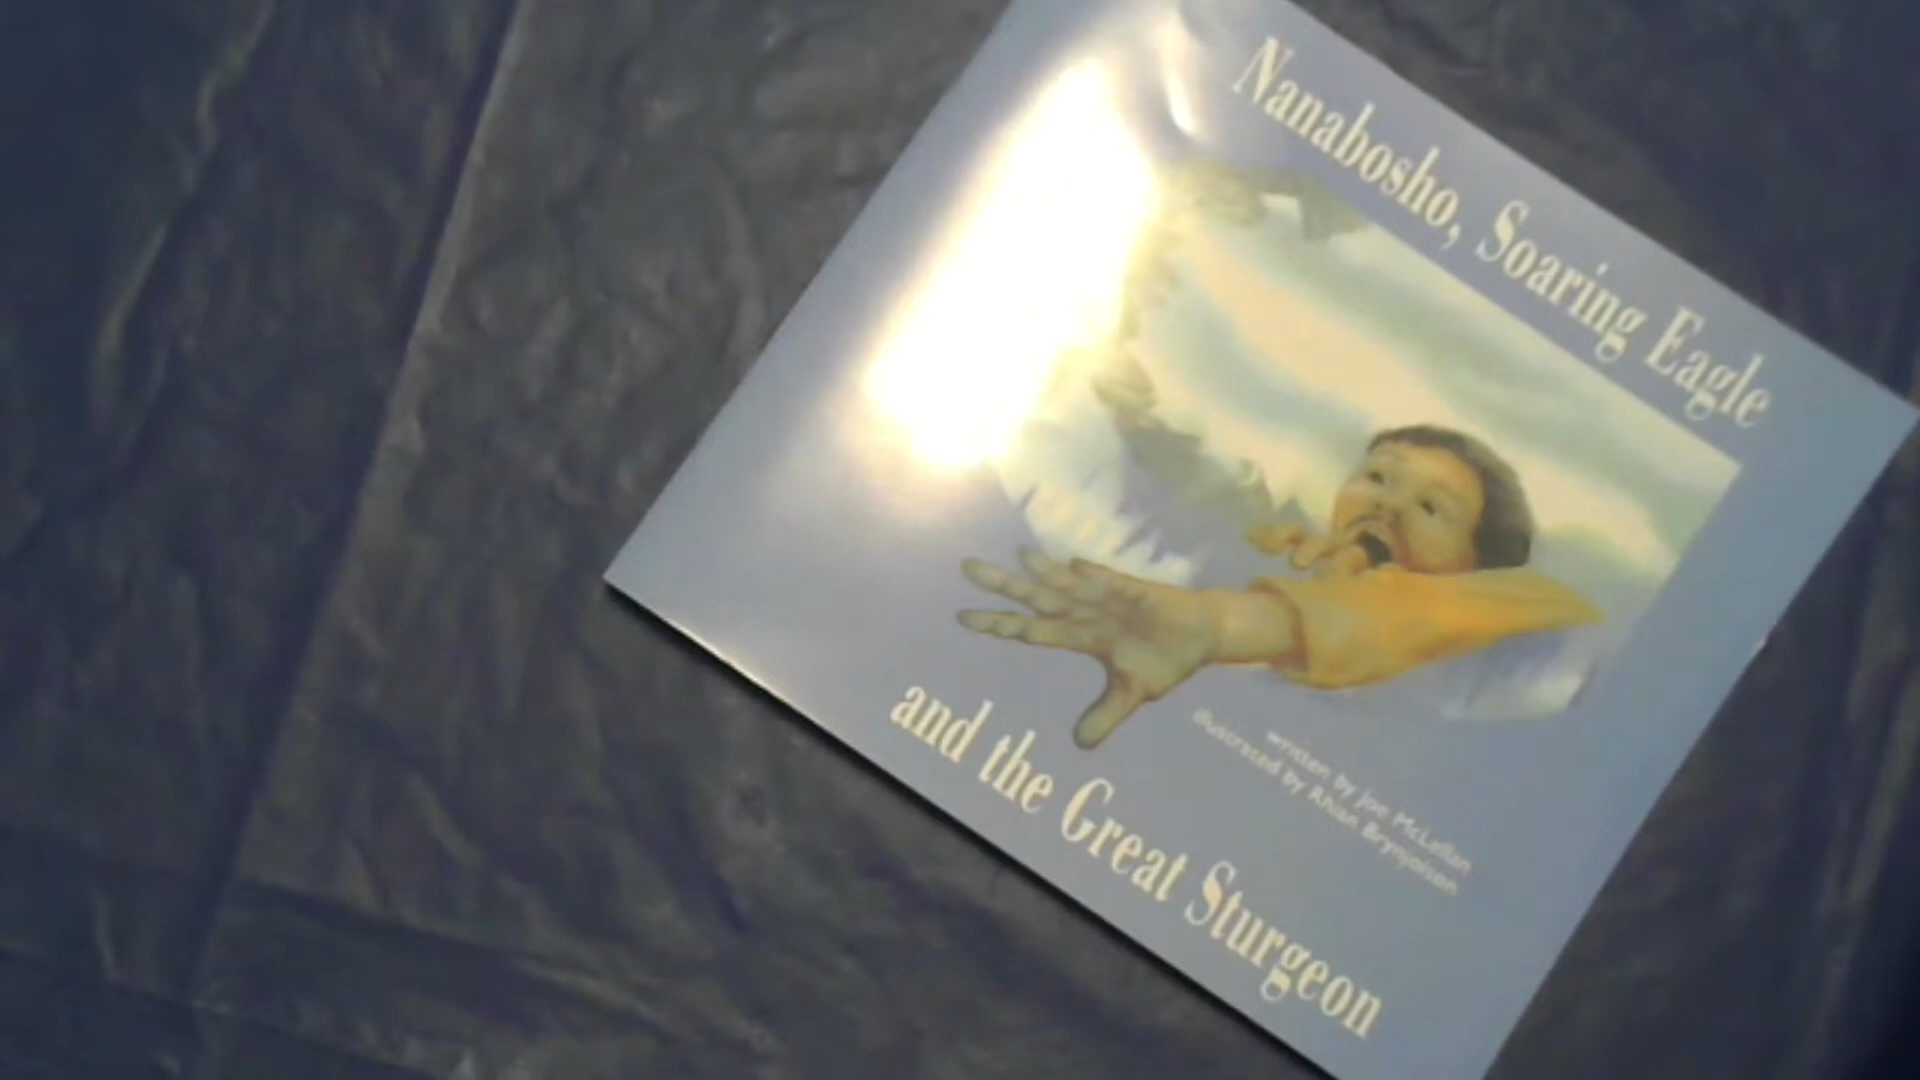 Nanabosho, Soaring Eagle
and the Great Sturgeon
written by Joe McLellan
illustrated by Rhian Brynjolson